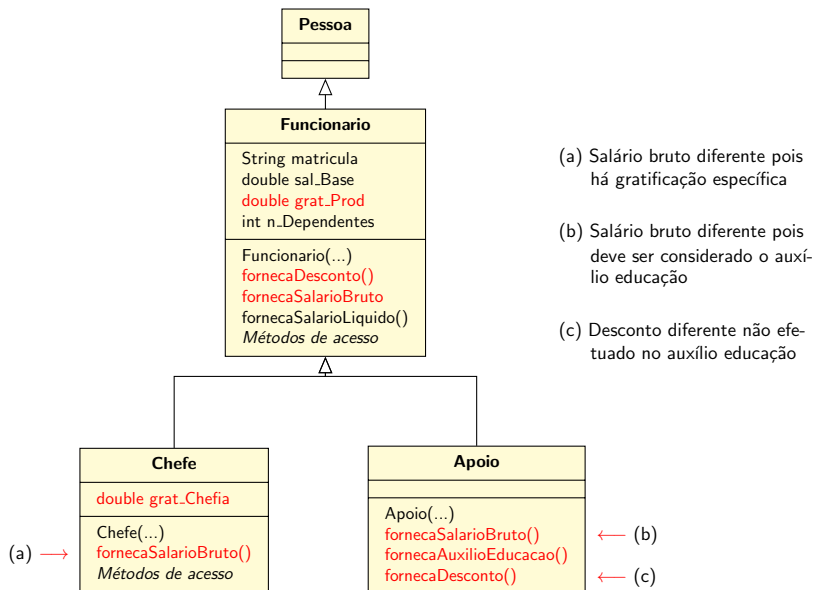 Pessoa
Funcionario
String matricula
double sal_Base
double grat_Prod
int n_Dependentes
Funcionario(...)
fornecaDesconto()
fornecaSalarioBruto
fornecaSalarioLiquido()
Métodos de acesso
(a) Salário bruto diferente pois
há gratificação específica
(b) Salário bruto diferente pois
deve ser considerado o auxí-
lio educação
(c) Desconto diferente não efe-
tuado no auxílio educação
Chefe
double grat_Chefia
Chefe(...)
(a) fornecaSalarioBruto()
Métodos de acesso
Apoio
Apoio(...)
fornecaSalarioBruto() (b)
fornecaAuxilioEducacao()
fornecaDesconto() (c)